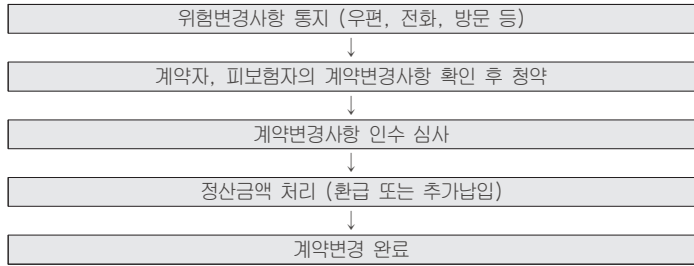 위험변경사항 통지 (우편, 전화, 방문 등)
↓
계약자, 피보험자의 계약변경사항 확인 후 청약
↓
계약변경사항 인수 심사
↓
정산금액 처리 (환급 또는 추가납입)
↓
계약변경 완료